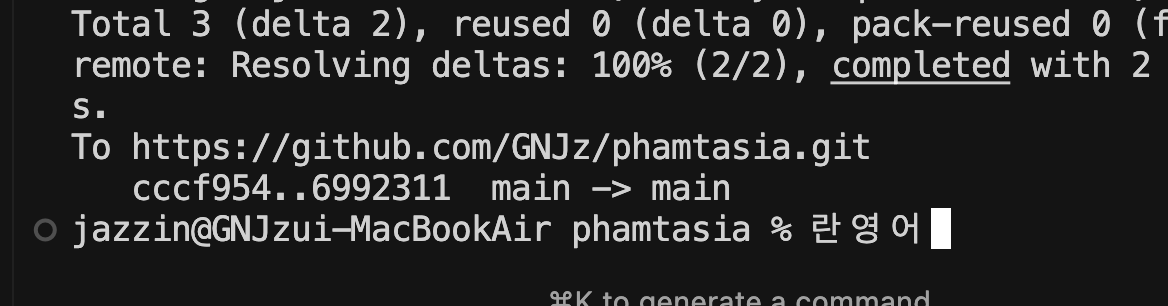 Total 3 (delta 2), reused 0 (delta 0), pack-reused 0 (f
remote: Resolving deltas: 100% (2/2), completed with 2
s.
To https://github.com/GNJz/phamtasia.git
cccf954..6992311 main -> main
jazzin@GNJzui-MacBookAir phamtasia % 란영어
⌘K to generate a command